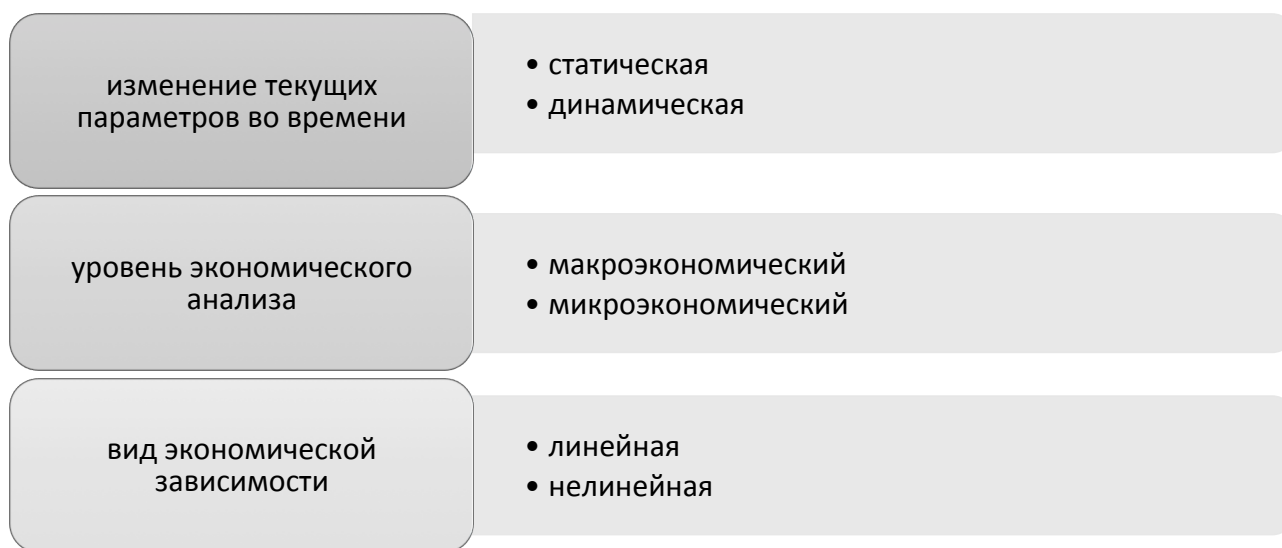 изменение текущих
параметров во времени
• статическая
• динамическая
уровень экономического
анализа
• макроэкономический
• микроэкономический
вид экономической
зависимости
• линейная
• нелинейная